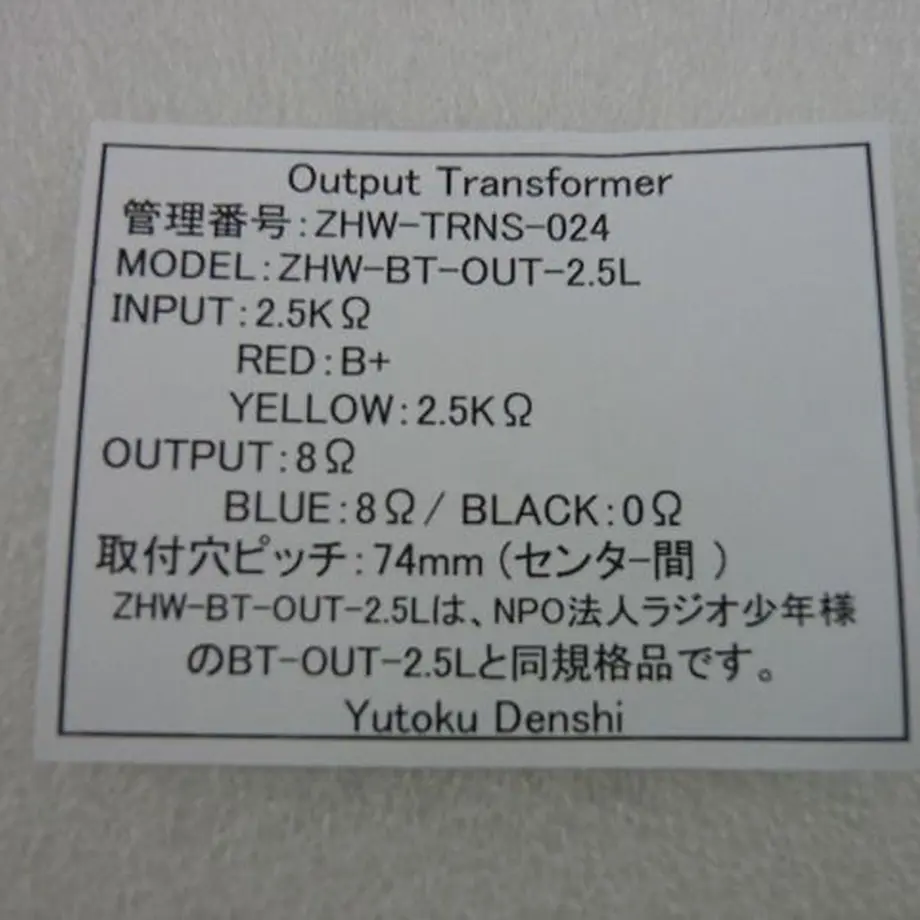 Output Transformer
管理番号:ZHW-TRNS-024
MODEL:ZHW-BT-OUT-2.5L
INPUT:2.5KΩ
RED:B+
YELLOW:2.5KΩ
OUTPUT:8Ω
BLUE:8Ω/ BLACK:0Ω
取付穴ピッチ:74mm(センタ-間 )
ZHW-BT-OUT-2.5Lは、NPO法人ラジオ少年様
のBT-OUT-2.5Lと同規格品です。
Yutoku Denshi